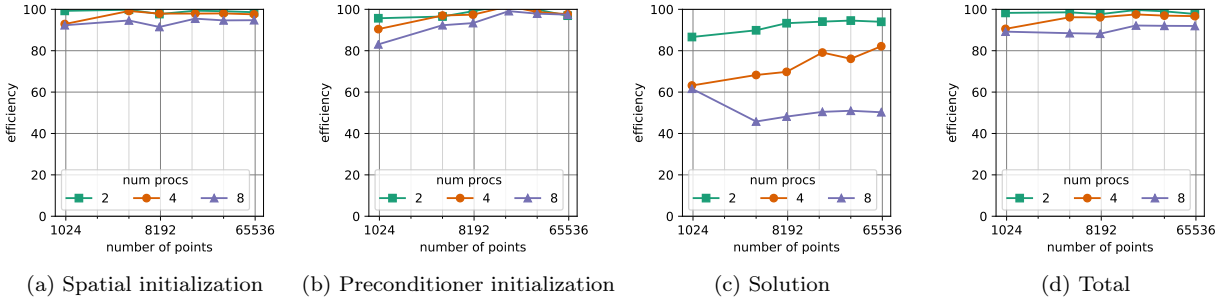 100
80
60
40
20
0
efficiency
num procs
2 4 8
1024 8192 65536
number of points
(a) Spatial initialization
100
80
60
40
20
0
efficiency
num procs
2 4 8
1024 8192 65536
number of points
(b) Preconditioner initialization
100
80
60
40
20
0
efficiency
num procs
2 4 8
1024 8192 65536
number of points
(c) Solution
100
80
60
40
20
0
efficiency
num procs
2 4 8
1024 8192 65536
number of points
(d) Total